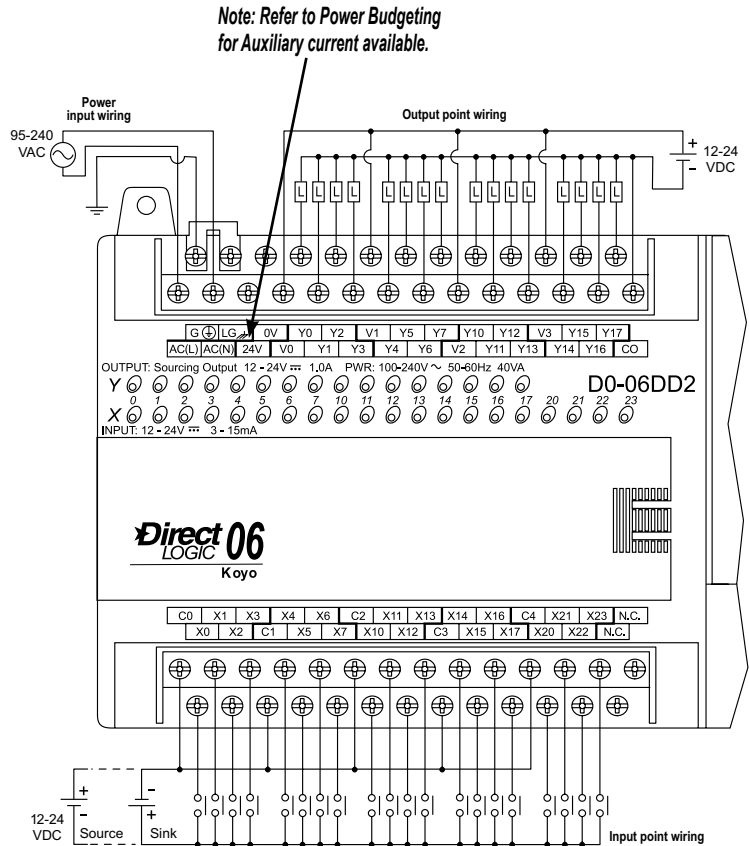 Note: Refer to Power Budgeting
for Auxiliary current available.
Power
input wiring
Output point wiring
95-240
VAC
+
-
12-24
VDC
L L L L L L L L L L L L L L L L
G LG 0V Y0 Y2 V1 Y5 Y7 Y10 Y12 V3 Y15 Y17
AC(L) AC(N) 24V V0 Y1 Y3 Y4 Y6 V2 Y11 Y13 Y14 Y16 CO
OUTPUT: Sourcing Output 12 - 24V ⎓ 1.0A PWR: 100-240V ~ 50-60Hz 40VA
Y
D0-06DD2
0 1 2 3 4 5 6 7 10 11 12 13 14 15 16 17 20 21 22 23
X
INPUT: 12 - 24V ⎓ 3 - 15mA
Direct
LOGIC 06
Koyo
C0 X1 X3 X4 X6 C2 X11 X13 X14 X16 C4 X21 X23 N.C.
X0 X2 C1 X5 X7 X10 X12 C3 X15 X17 X20 X22 N.C.
12-24
VDC
+
-
Source
-
+
Sink
Input point wiring